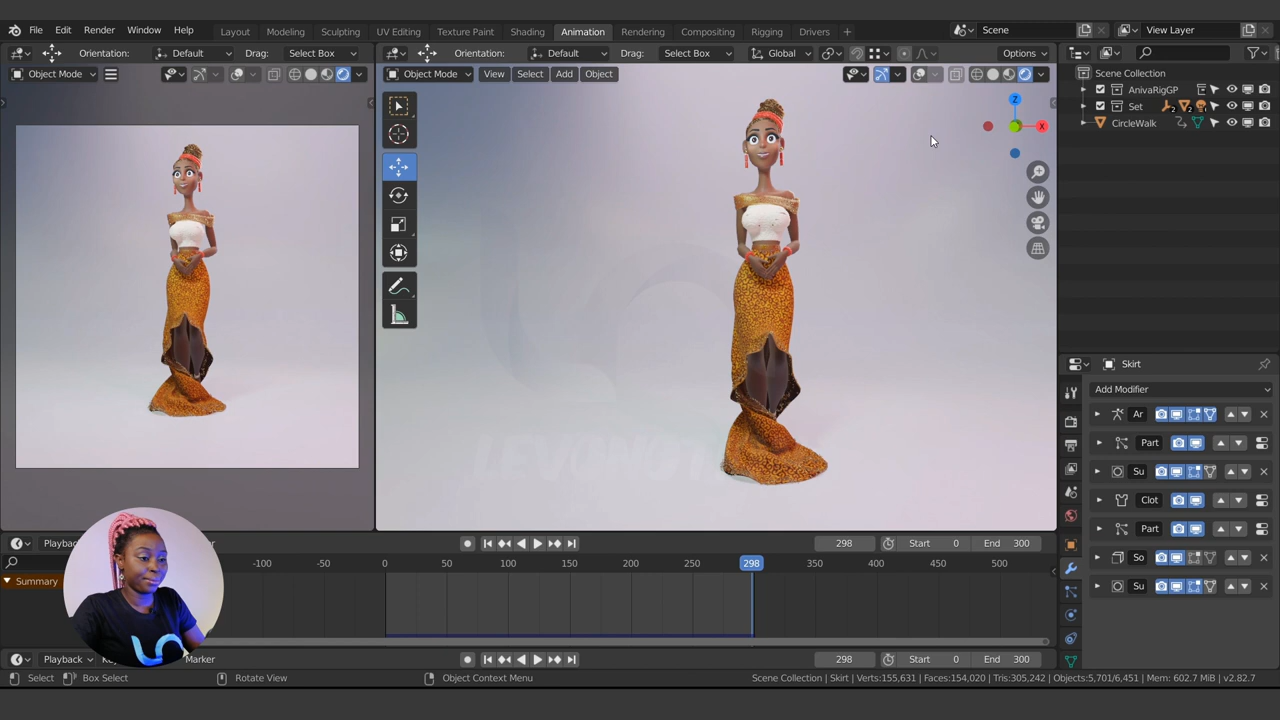 File Edit Render Window Help Layout Modeling Sculpting UV Editing Texture Paint Shading Animation Rendering Compositing Rigging Drivers + Scene View Layer
Orientation: Default Drag: Select Box Orientation: Default Drag: Select Box Global Options
Object Mode Object Mode View Select Add Object
Scene Collection
AnivaRigGP
Set 2 2
CircleWalk
Z
X
Skirt
Add Modifier
Ar
Part
Su
Clot
Part
So
Su
Playback 298 Start 0 End 300
-100 -50 0 50 100 150 200 250 298 350 400 450 500
Summary
Playback Marker 298 Start 0 End 300
Select Box Select Rotate View Object Context Menu Scene Collection | Skirt | Verts:155,631 | Faces:154,020 | Tris:305,242 | Objects:5,701/6,451 | Mem: 602.7 MiB | v2.82.7